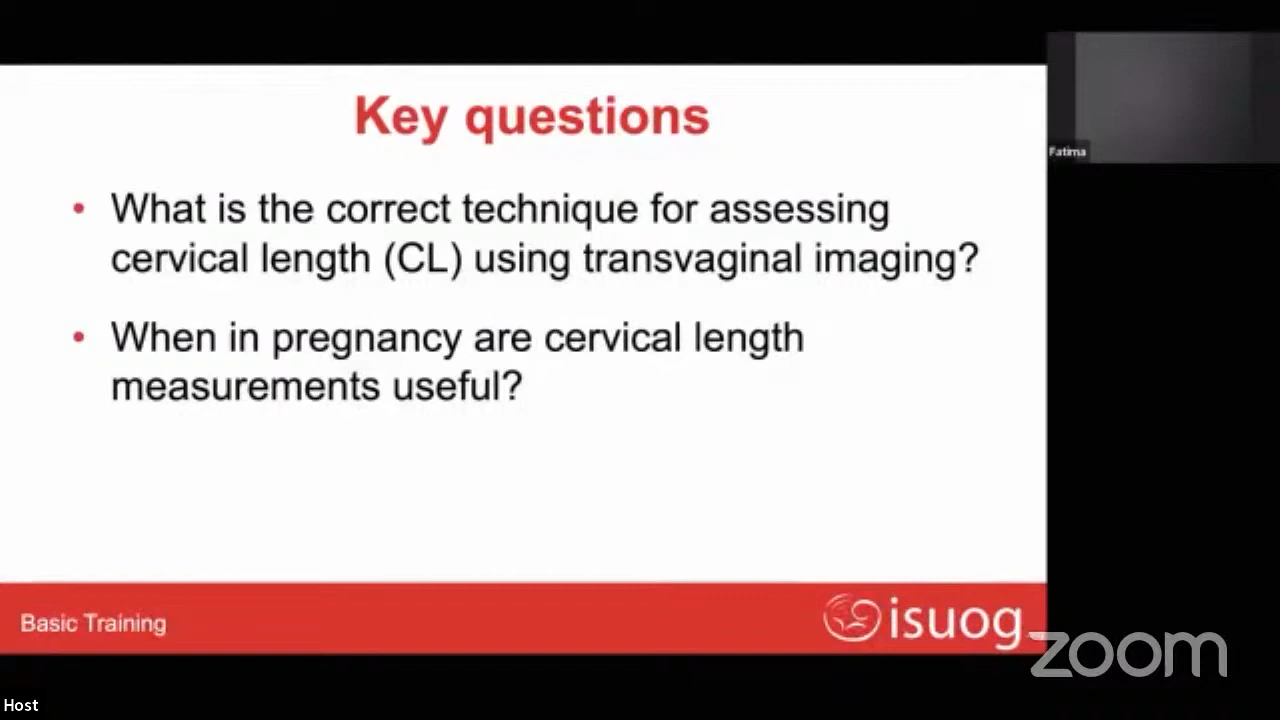 Key questions
• What is the correct technique for assessing
cervical length (CL) using transvaginal imaging?
• When in pregnancy are cervical length
measurements useful?
Basic Training
isuog
zoom
Fatima
Host